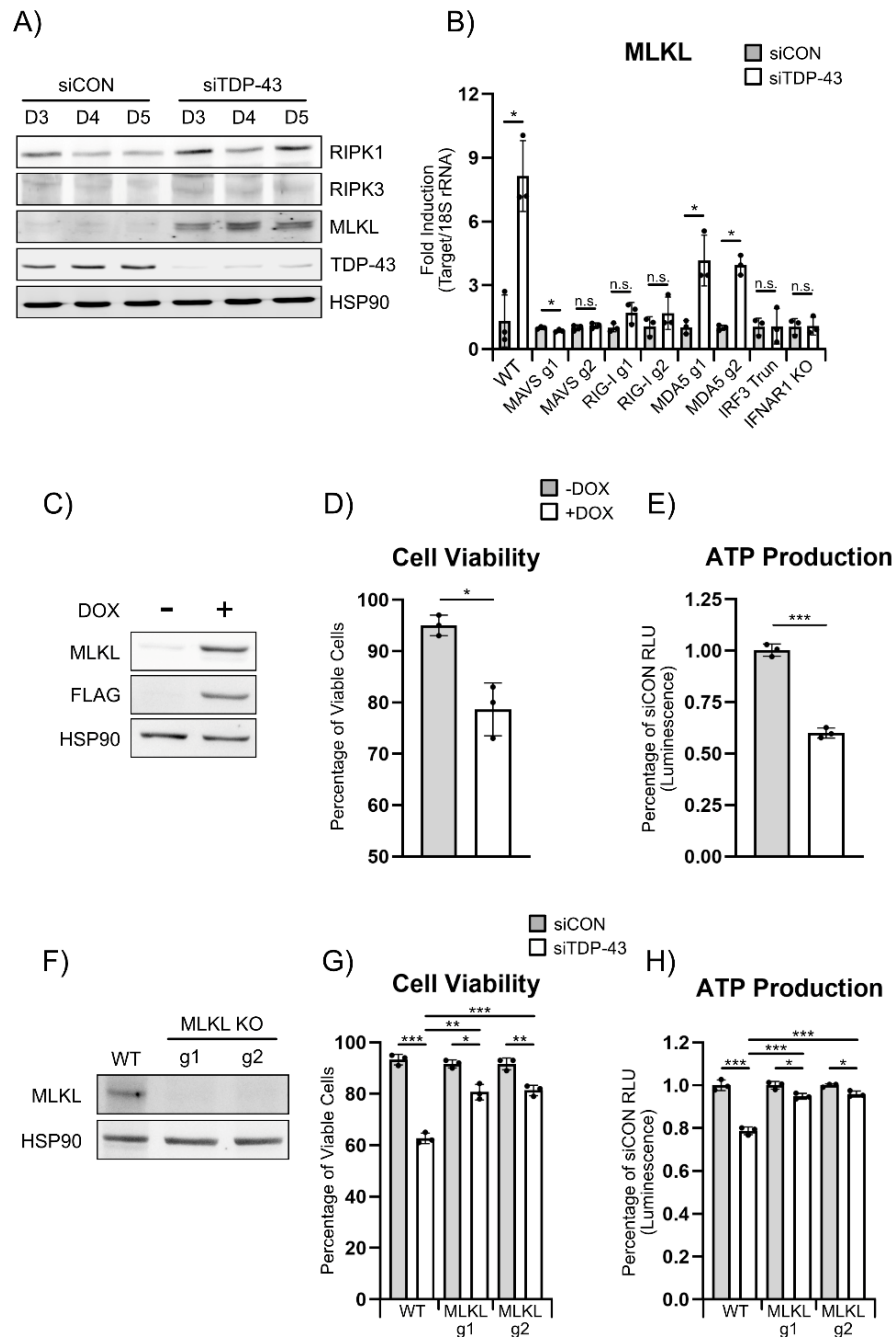 A)
siCON siTDP-43
D3 D4 D5 D3 D4 D5
RIPK1
RIPK3
MLKL
TDP-43
HSP90
B)
MLKL
siCON
siTDP-43
Fold Induction
(Target/18S rRNA)
12
9
6
3
0
* * n.s. n.s. n.s. * * n.s. n.s.
WT
MAVS g1
MAVS g2
RIG-I g1
RIG-I g2
MDA5 g1
MDA5 g2
IRF3 Trun
IFNAR1 KO
C)
DOX - +
MLKL
FLAG
HSP90
-DOX
+DOX
D)
Cell Viability
Percentage of Viable Cells
100
90
80
70
60
50
*
E)
ATP Production
Percentage of siCON RLU
(Luminescence)
1.25
1.00
0.75
0.50
0.25
0.00
***
F)
MLKL KO
WT g1 g2
MLKL
HSP90
siCON
siTDP-43
G)
Cell Viability
Percentage of Viable Cells
100
80
60
40
20
0
***
**
*** * **
WT MLKL MLKL
g1 g2
H)
ATP Production
Percentage of siCON RLU
(Luminescence)
1.2
1.0
0.8
0.6
0.4
0.2
0.0
***
***
*** * *
WT MLKL MLKL
g1 g2